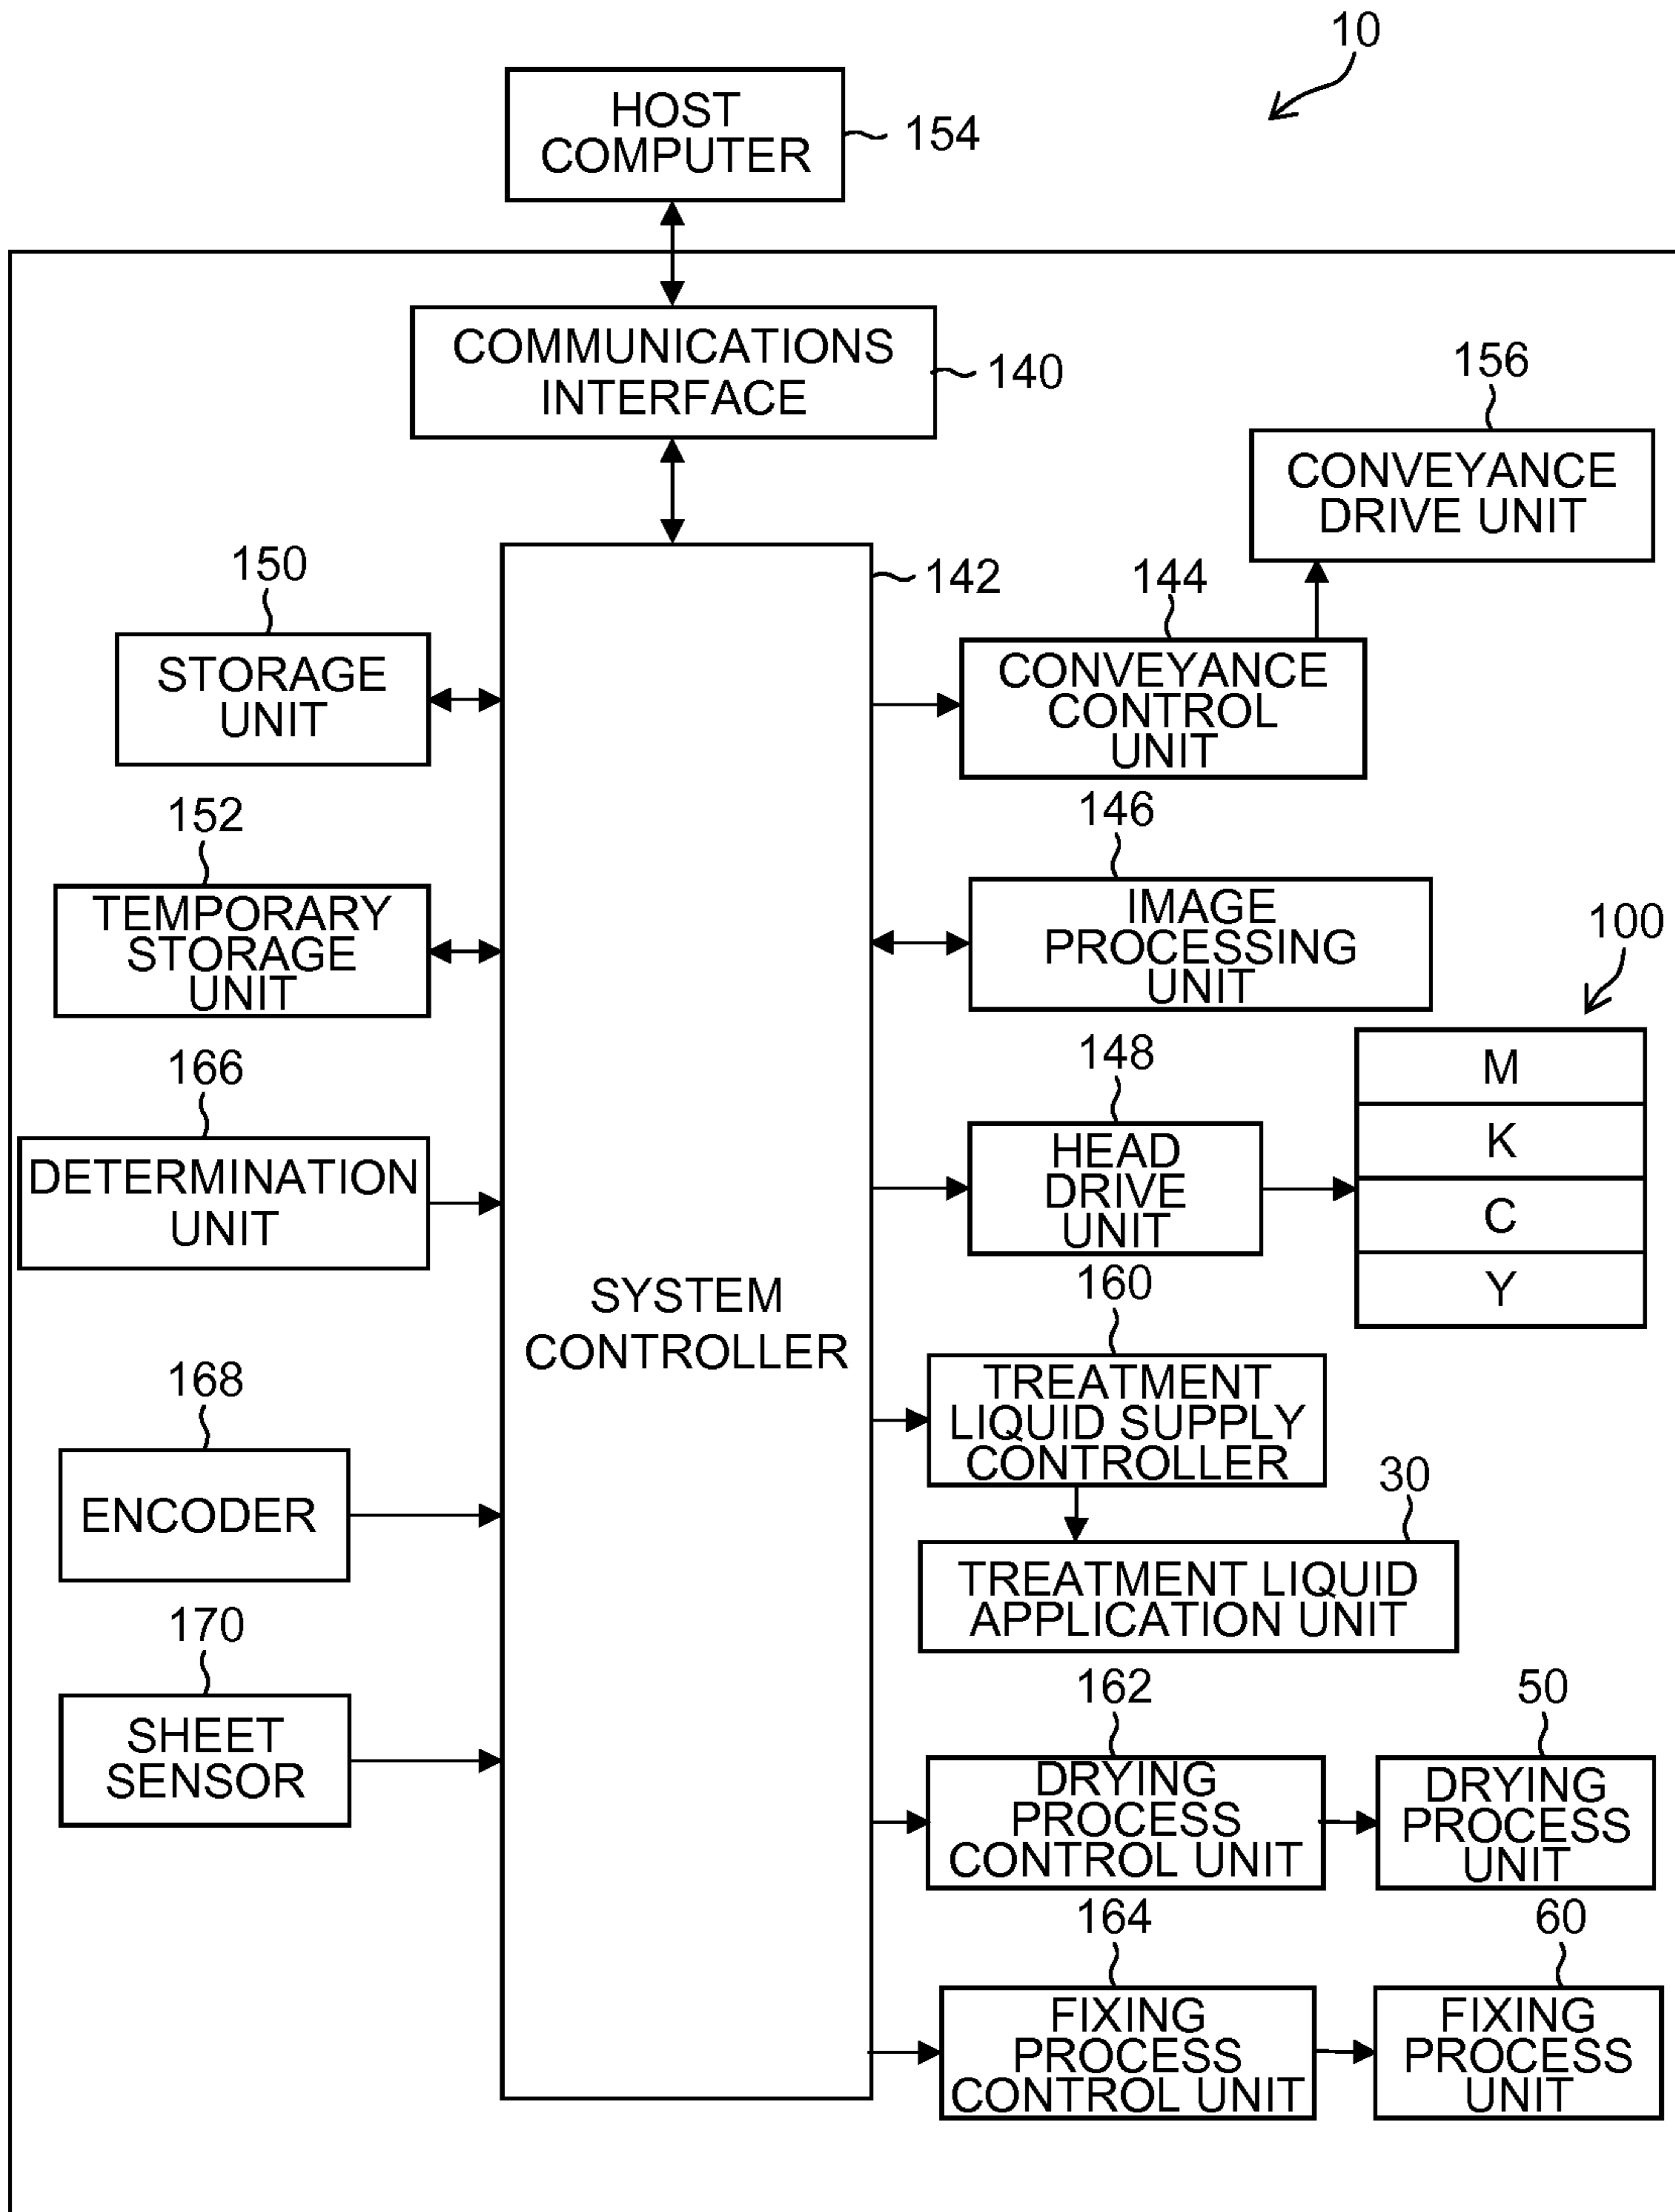 10
HOST
COMPUTER
154
COMMUNICATIONS
INTERFACE
140
156
CONVEYANCE
DRIVE UNIT
150
STORAGE
UNIT
142
144
CONVEYANCE
CONTROL
UNIT
152
TEMPORARY
STORAGE
UNIT
146
IMAGE
PROCESSING
UNIT
100
M
K
C
Y
166
DETERMINATION
UNIT
148
HEAD
DRIVE
UNIT
SYSTEM
CONTROLLER
160
TREATMENT
LIQUID SUPPLY
CONTROLLER
168
ENCODER
30
TREATMENT LIQUID
APPLICATION UNIT
170
SHEET
SENSOR
162
DRYING
PROCESS
CONTROL UNIT
50
DRYING
PROCESS
UNIT
164
FIXING
PROCESS
CONTROL UNIT
60
FIXING
PROCESS
UNIT